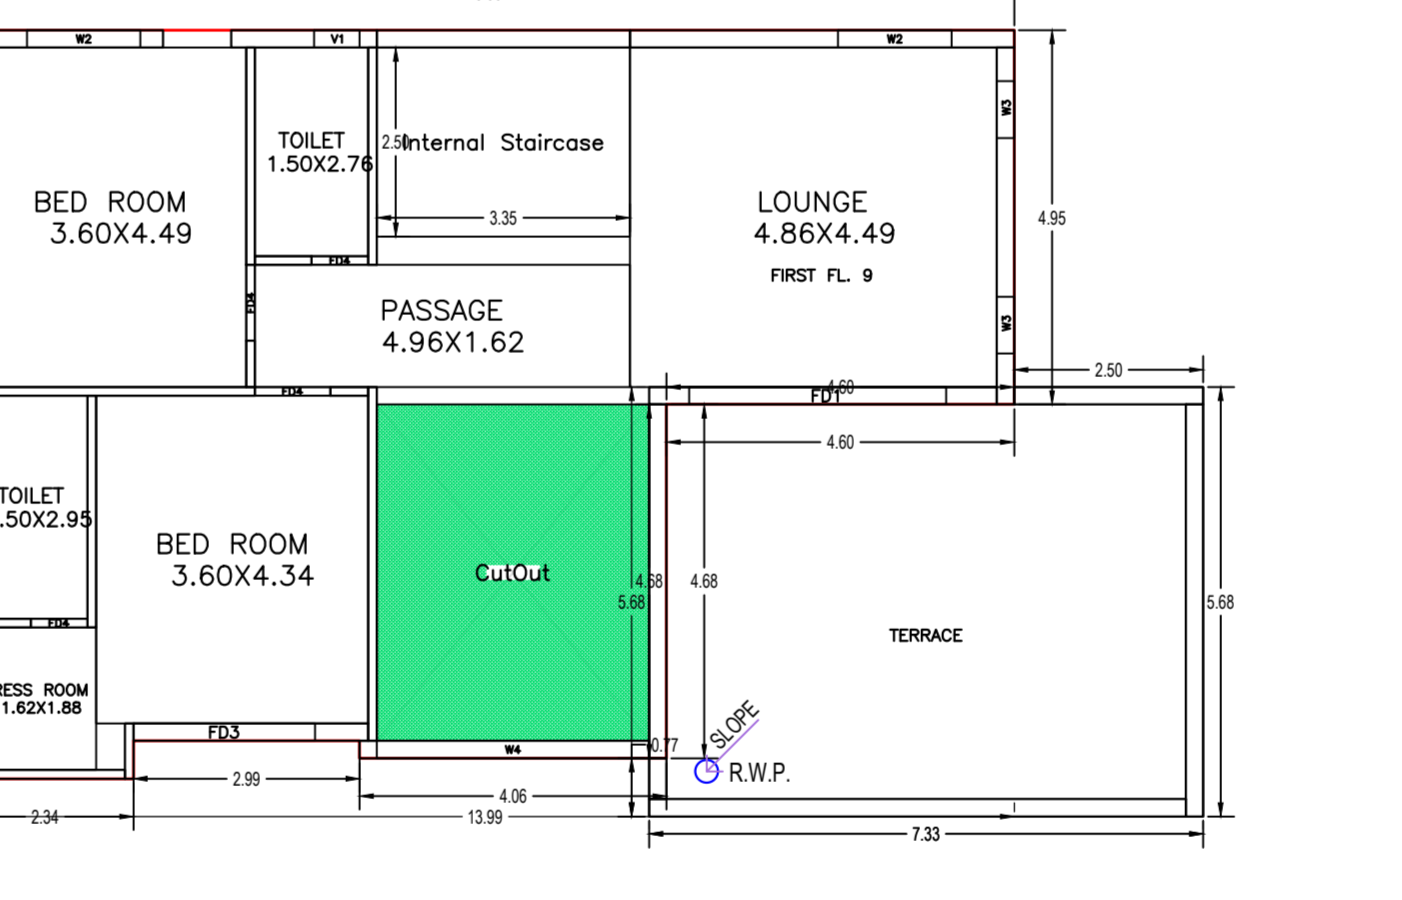 W2
V1
W2
W3
TOILET
1.50X2.76
2.50
Internal Staircase
BED ROOM
3.60X4.49
3.35
LOUNGE
4.86X4.49
FIRST FL. 9
4.95
FD4
FD4
PASSAGE
4.96X1.62
W3
2.50
FD4
4.60
FD1
4.60
TOILET
.50X2.95
BED ROOM
3.60X4.34
CutOut
4.68
4.68
5.68
5.68
FD4
TERRACE
RESS ROOM
1.62X1.88
FD3
W4
0.77
SLOPE
R.W.P.
2.99
4.06
2.34
13.99
7.33